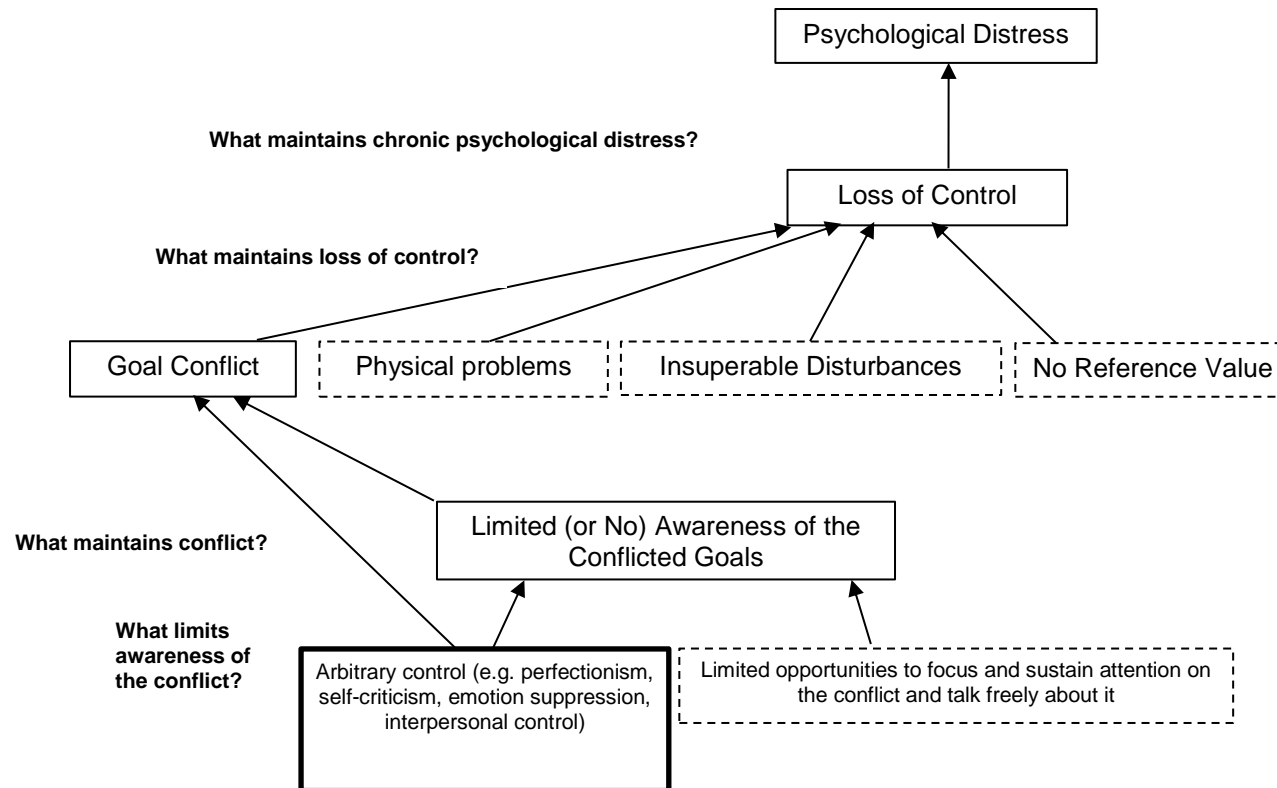 Psychological Distress
What maintains chronic psychological distress?
Loss of Control
What maintains loss of control?
Goal Conflict
Physical problems
Insuperable Disturbances
No Reference Value
Limited (or No) Awareness of the
Conflicted Goals
What maintains conflict?
What limits
awareness of
the conflict?
Arbitrary control (e.g. perfectionism,
self-criticism, emotion suppression,
interpersonal control)
Limited opportunities to focus and sustain attention on
the conflict and talk freely about it